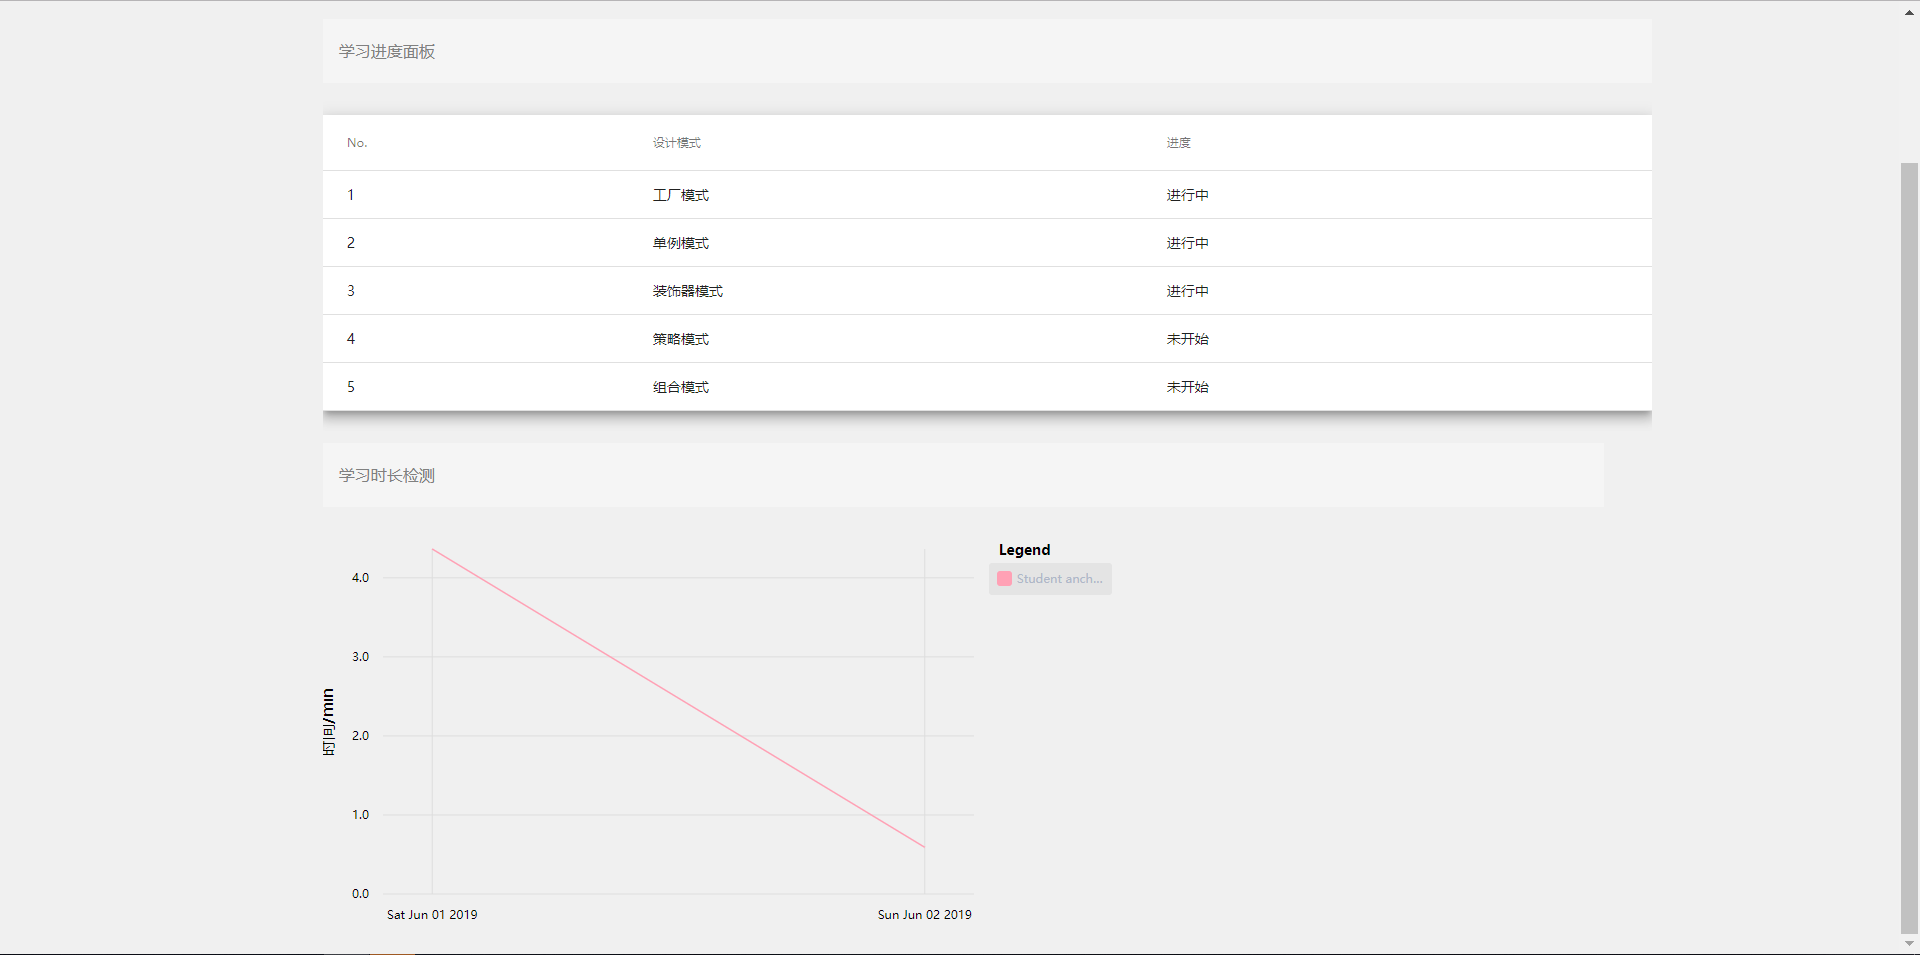 学习进度面板
No. 设计模式 进度
1 工厂模式 进行中
2 单例模式 进行中
3 装饰器模式 进行中
4 策略模式 未开始
5 组合模式 未开始
学习时长检测
Legend
Student anch...
时间/min
4.0
3.0
2.0
1.0
0.0
Sat Jun 01 2019 Sun Jun 02 2019